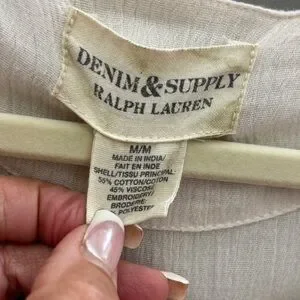 DENIM & SUPPLY
RALPH LAUREN
M/M
MADE IN INDIA/
FAIT EN INDE
SHELL/TISSU PRINCIPAL:
55% COTTON/COTON
45% VISCOSE
EMBROIDERY/
BRODERIE:
% POLYESTER